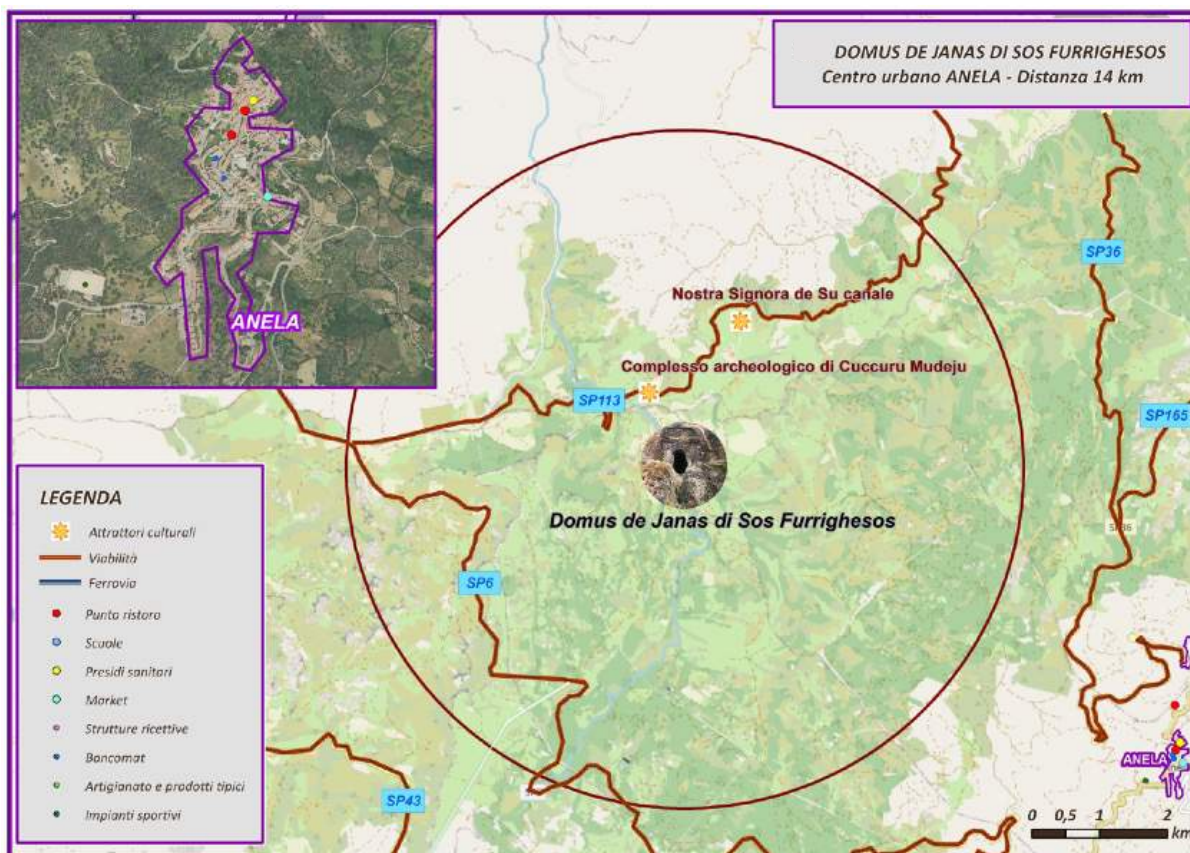 DOMUS DE JANAS DI SOS FURRIGHESOS
Centro urbano ANELA - Distanza 14 km
ANELA
Nostra Signora de Su canale
Complesso archeologico di Cuccuru Mudeju
SP36
SP113
SP165
Domus de Janas di Sos Furrighesos
SP6
SP43
ANELA
LEGENDA
Attrattori culturali
Viabilità
Ferrovia
Punto ristoro
Scuole
Presidi sanitari
Market
Strutture ricettive
Bancomat
Artigianato e prodotti tipici
Impianti sportivi
0 0,5 1 2
km